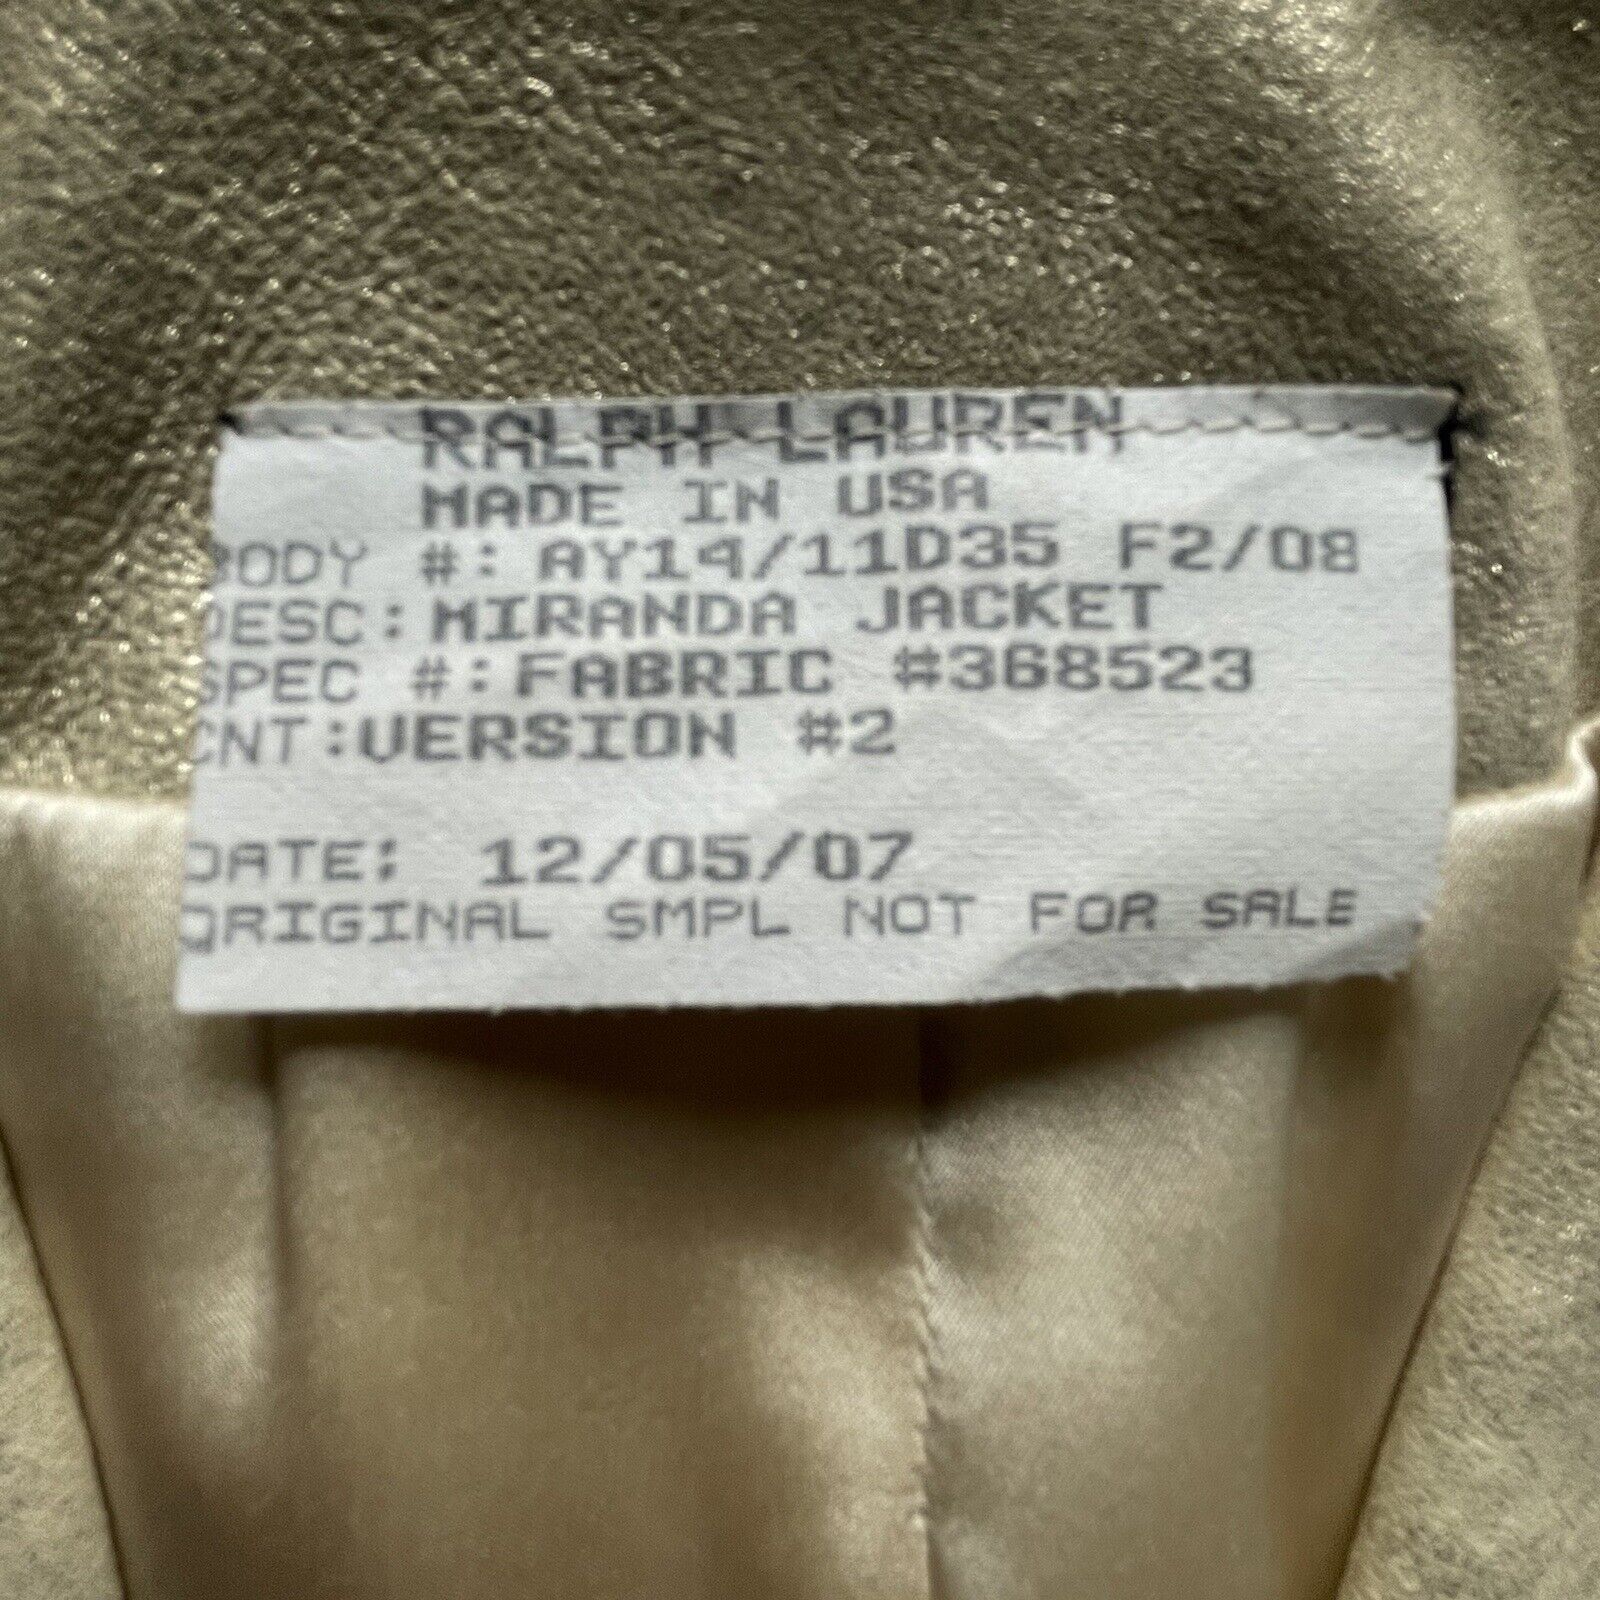 RALPH LAUREN
MADE IN USA
BODY #: AY14/11D35 F2/08
DESC: MIRANDA JACKET
SPEC #: FABRIC #368523
CNT: VERSION #2
DATE: 12/05/07
ORIGINAL SMPL NOT FOR SALE